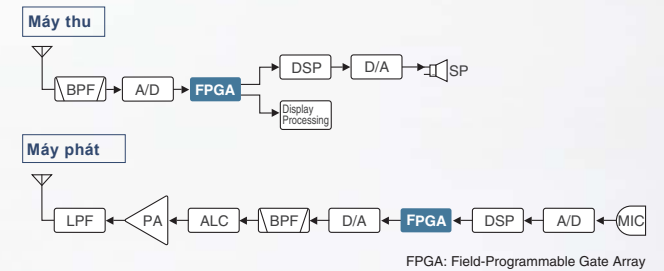 Máy thu
BPF A/D FPGA DSP D/A SP
Display
Processing
Máy phát
LPF PA ALC BPF D/A FPGA DSP A/D MIC
FPGA: Field-Programmable Gate Array